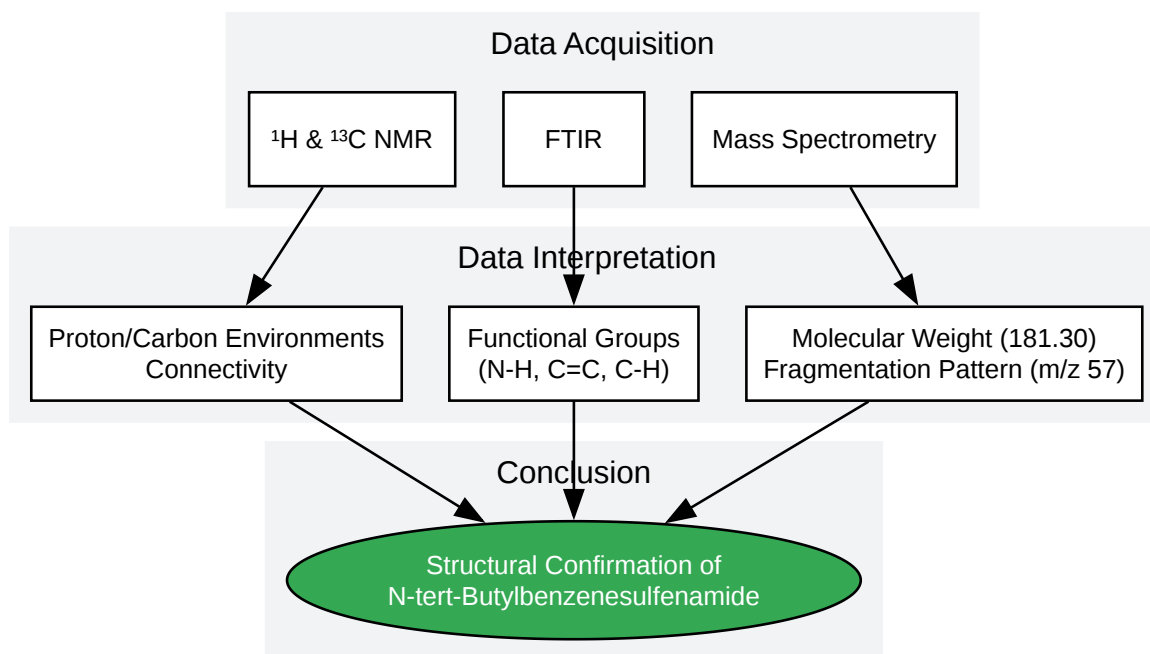 Data Acquisition
¹H & ¹³C NMR
FTIR
Mass Spectrometry
Data Interpretation
Proton/Carbon Environments
Connectivity
Functional Groups
(N-H, C=C, C-H)
Molecular Weight (181.30)
Fragmentation Pattern (m/z 57)
Conclusion
Structural Confirmation of
N-tert-Butylbenzenesulfenamide